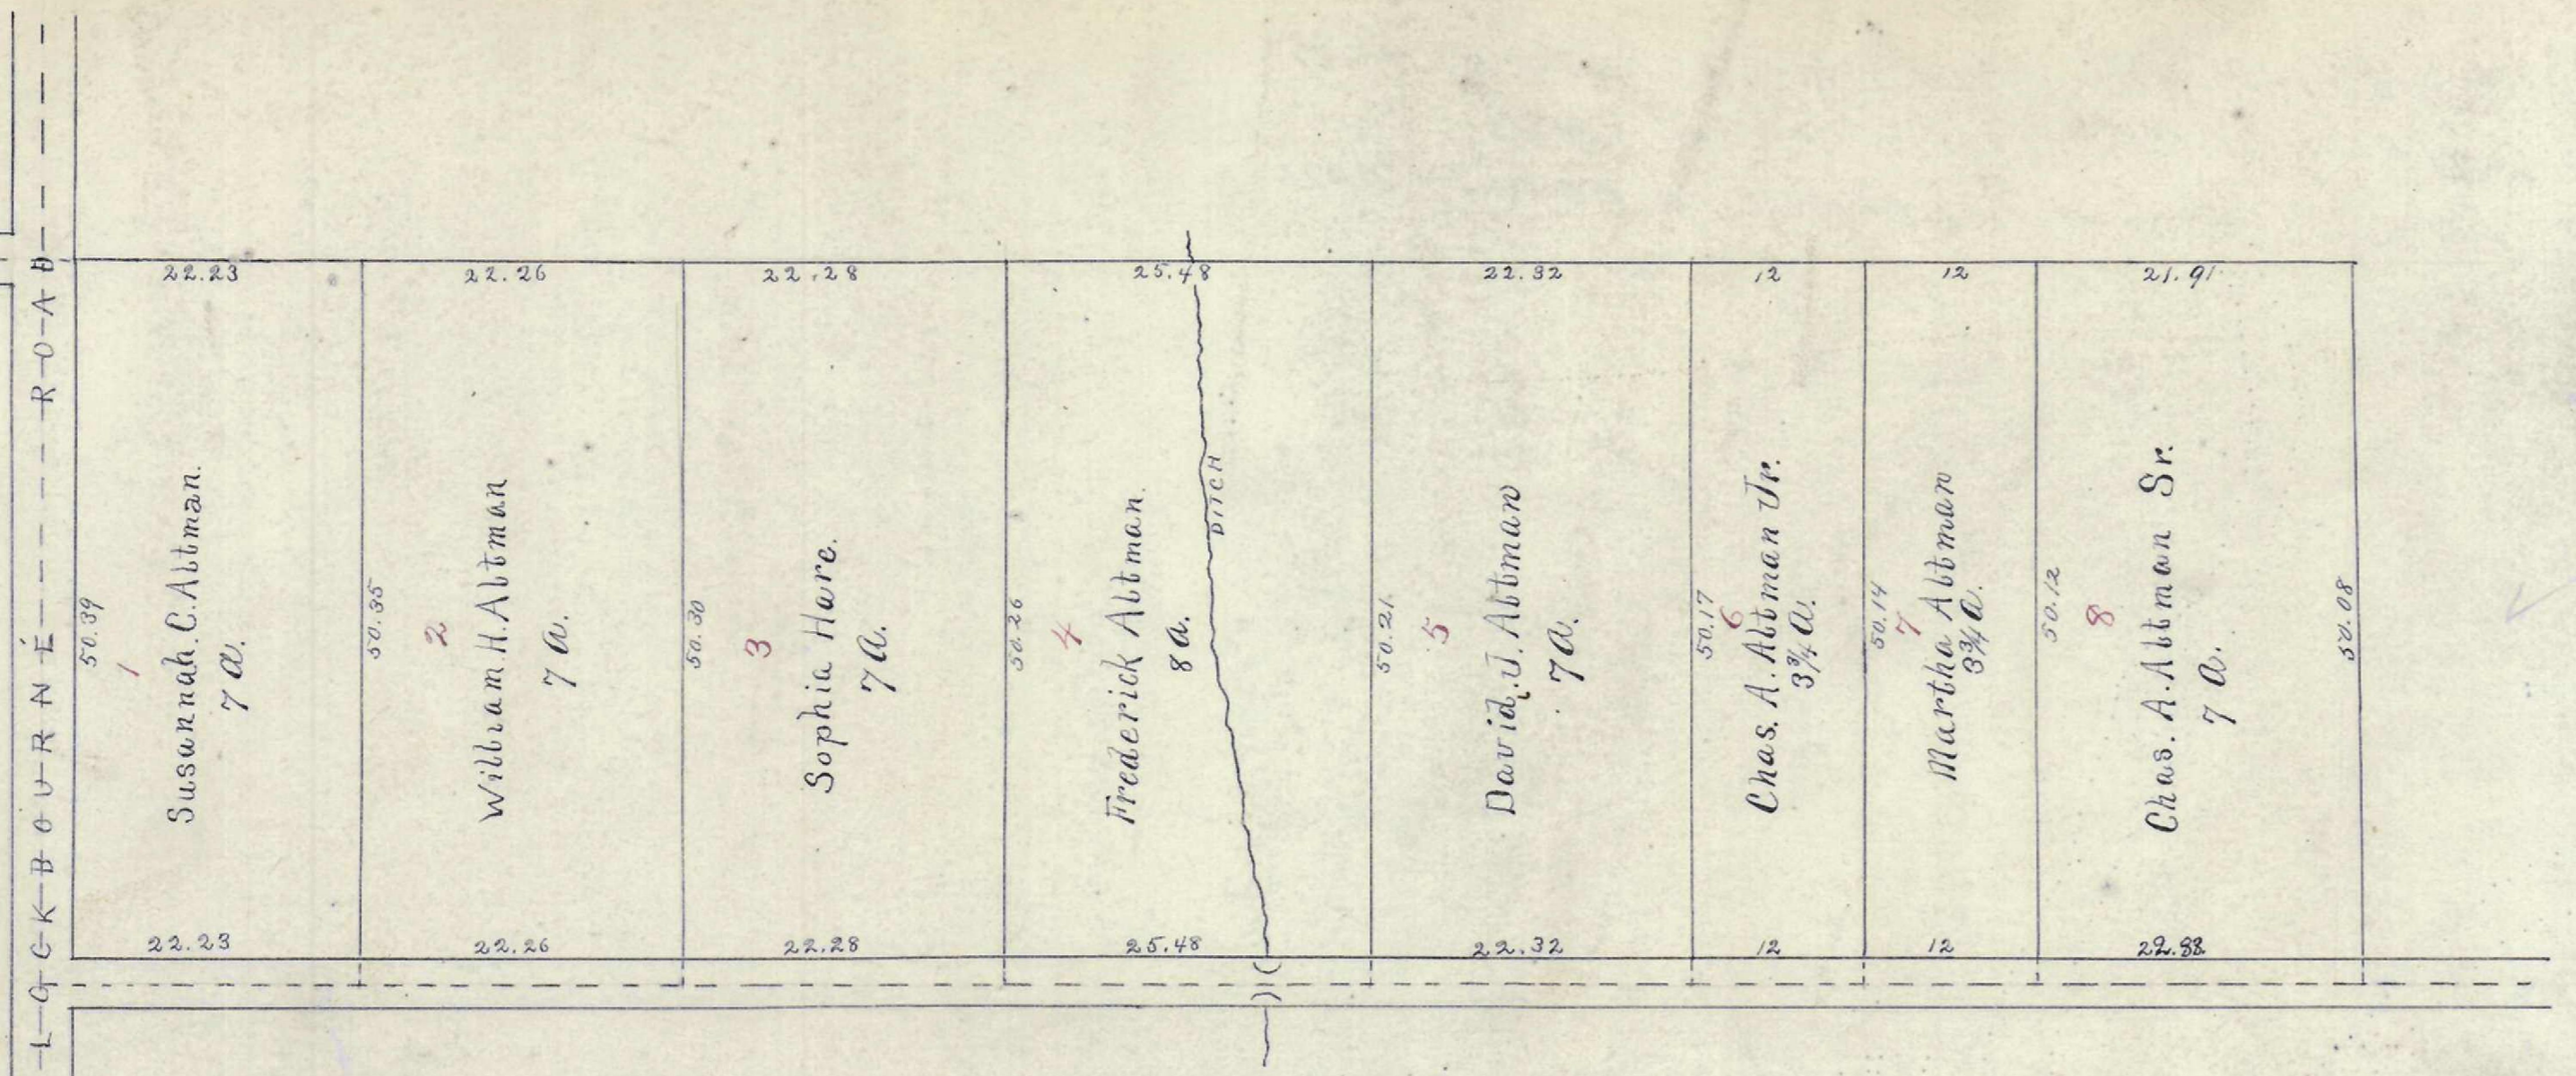 LOCKBOURNE ROAD
22.23
22.26
22.28
25.48
22.32
12
12
21.91
50.39
1
Susannah. C. Altman.
7 a.
50.35
2
William. H. Altman
7 a.
50.30
3
Sophia Hare.
7 a.
50.26
4
Frederick Altman.
8 a.
DITCH
50.21
5
David. J. Altman
7 a.
50.17
6
Chas. A. Altman Jr.
3 3/4 a.
50.14
7
Martha Altman
3 3/4 a.
50.12
8
Chas. A. Altman Sr.
7 a.
50.08
22.23
22.26
22.28
25.48
22.32
12
12